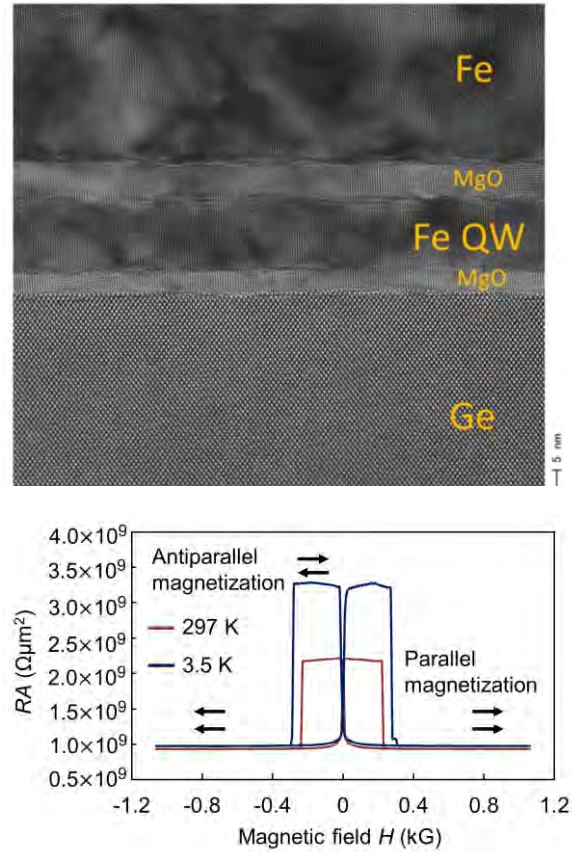 Fe
MgO
Fe QW
MgO
Ge
5 nm
4.0×10⁹
3.5×10⁹
3.0×10⁹
2.5×10⁹
2.0×10⁹
1.5×10⁹
1.0×10⁹
0.5×10⁹
RA (Ωμm²)
Antiparallel
magnetization
297 K
3.5 K
Parallel
magnetization
-1.2 -0.8 -0.4 0 0.4 0.8 1.2
Magnetic field H (kG)